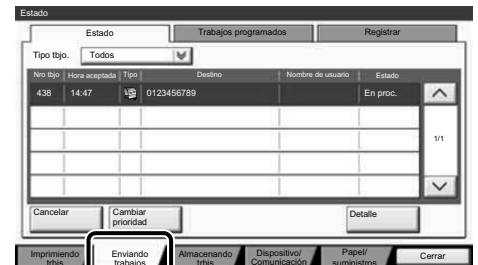 Estado
Estado Trabajos programados Registrar
Tipo tbjo. Todos
Nro tbjo Hora aceptada Tipo Destino Nombre de usuario Estado
438 14:47 0123456789 En proc.
1/1
Cancelar Cambiar prioridad Detalle
Imprimiendo trbjs. Enviando trabajos Almacenando trbjs. Dispositivo/ Comunicación Papel/ suministros Cerrar